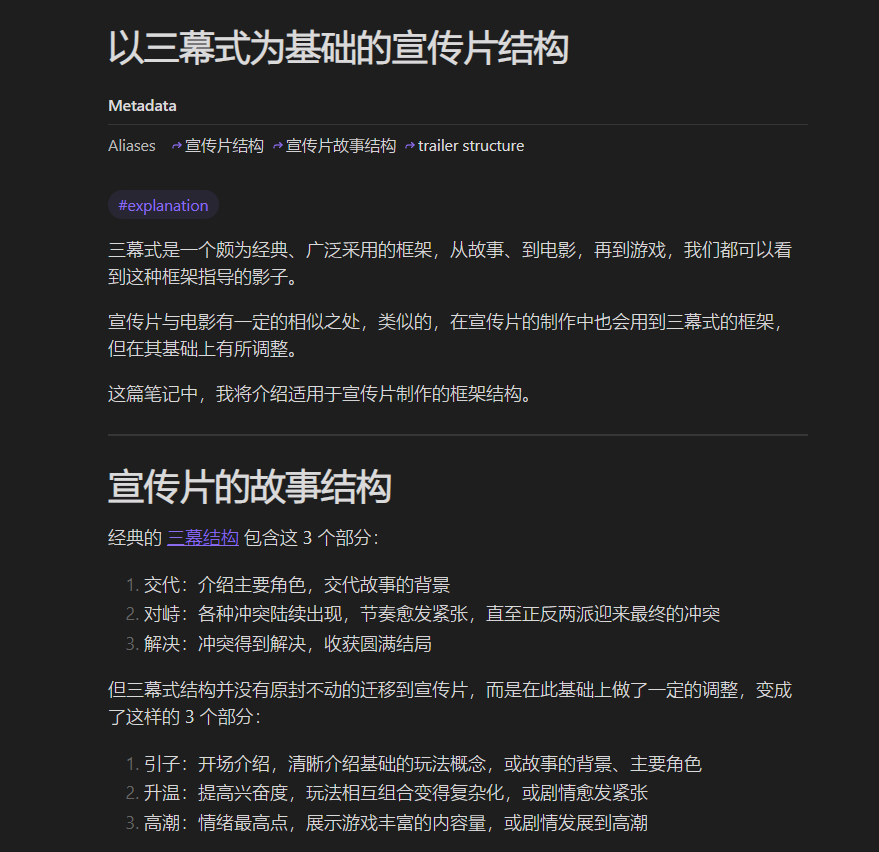 以三幕式为基础的宣传片结构
Metadata
Aliases 宣传片结构 宣传片故事结构 trailer structure
#explanation
三幕式是一个颇为经典、广泛采用的框架，从故事、到电影，再到游戏，我们都可以看
到这种框架指导的影子。
宣传片与电影有一定的相似之处，类似的，在宣传片的制作中也会用到三幕式的框架，
但在其基础上有所调整。
这篇笔记中，我将介绍适用于宣传片制作的框架结构。
宣传片的故事结构
经典的 三幕结构 包含这 3 个部分：
1. 交代：介绍主要角色，交代故事的背景
2. 对峙：各种冲突陆续出现，节奏愈发紧张，直至正反两派迎来最终的冲突
3. 解决：冲突得到解决，收获圆满结局
但三幕式结构并没有原封不动的迁移到宣传片，而是在此基础上做了一定的调整，变成
了这样的 3 个部分：
1. 引子：开场介绍，清晰介绍基础的玩法概念，或故事的背景、主要角色
2. 升温：提高兴奋度，玩法相互组合变得复杂化，或剧情愈发紧张
3. 高潮：情绪最高点，展示游戏丰富的内容量，或剧情发展到高潮